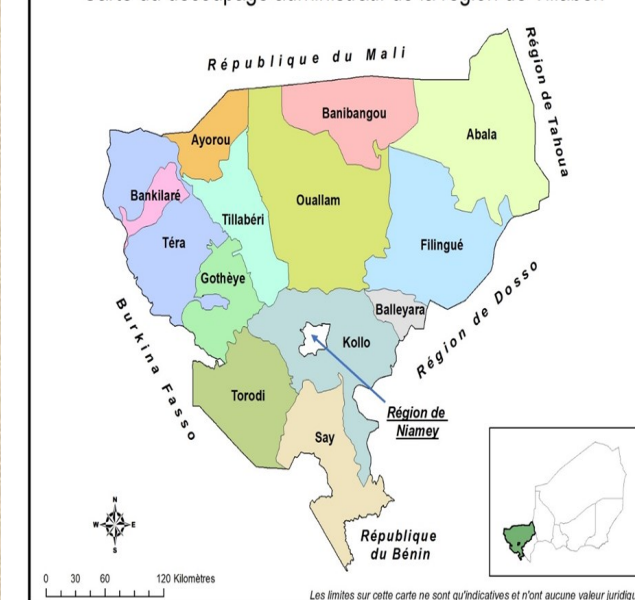 République du Mali
Région de Tahoua
Banibangou
Ayorou
Abala
Bankilaré
Ouallam
Tillabéri
Téra
Filingué
Gothèye
Balleyara
Kollo
Région de Dosso
Burkina Fasso
Torodi
Région de
Niamey
Say
N
W
E
S
République
du Bénin
0 30 60 120 Kilomètres
Les limites sur cette carte ne sont qu'indicatives et n'ont aucune valeur juridiqu